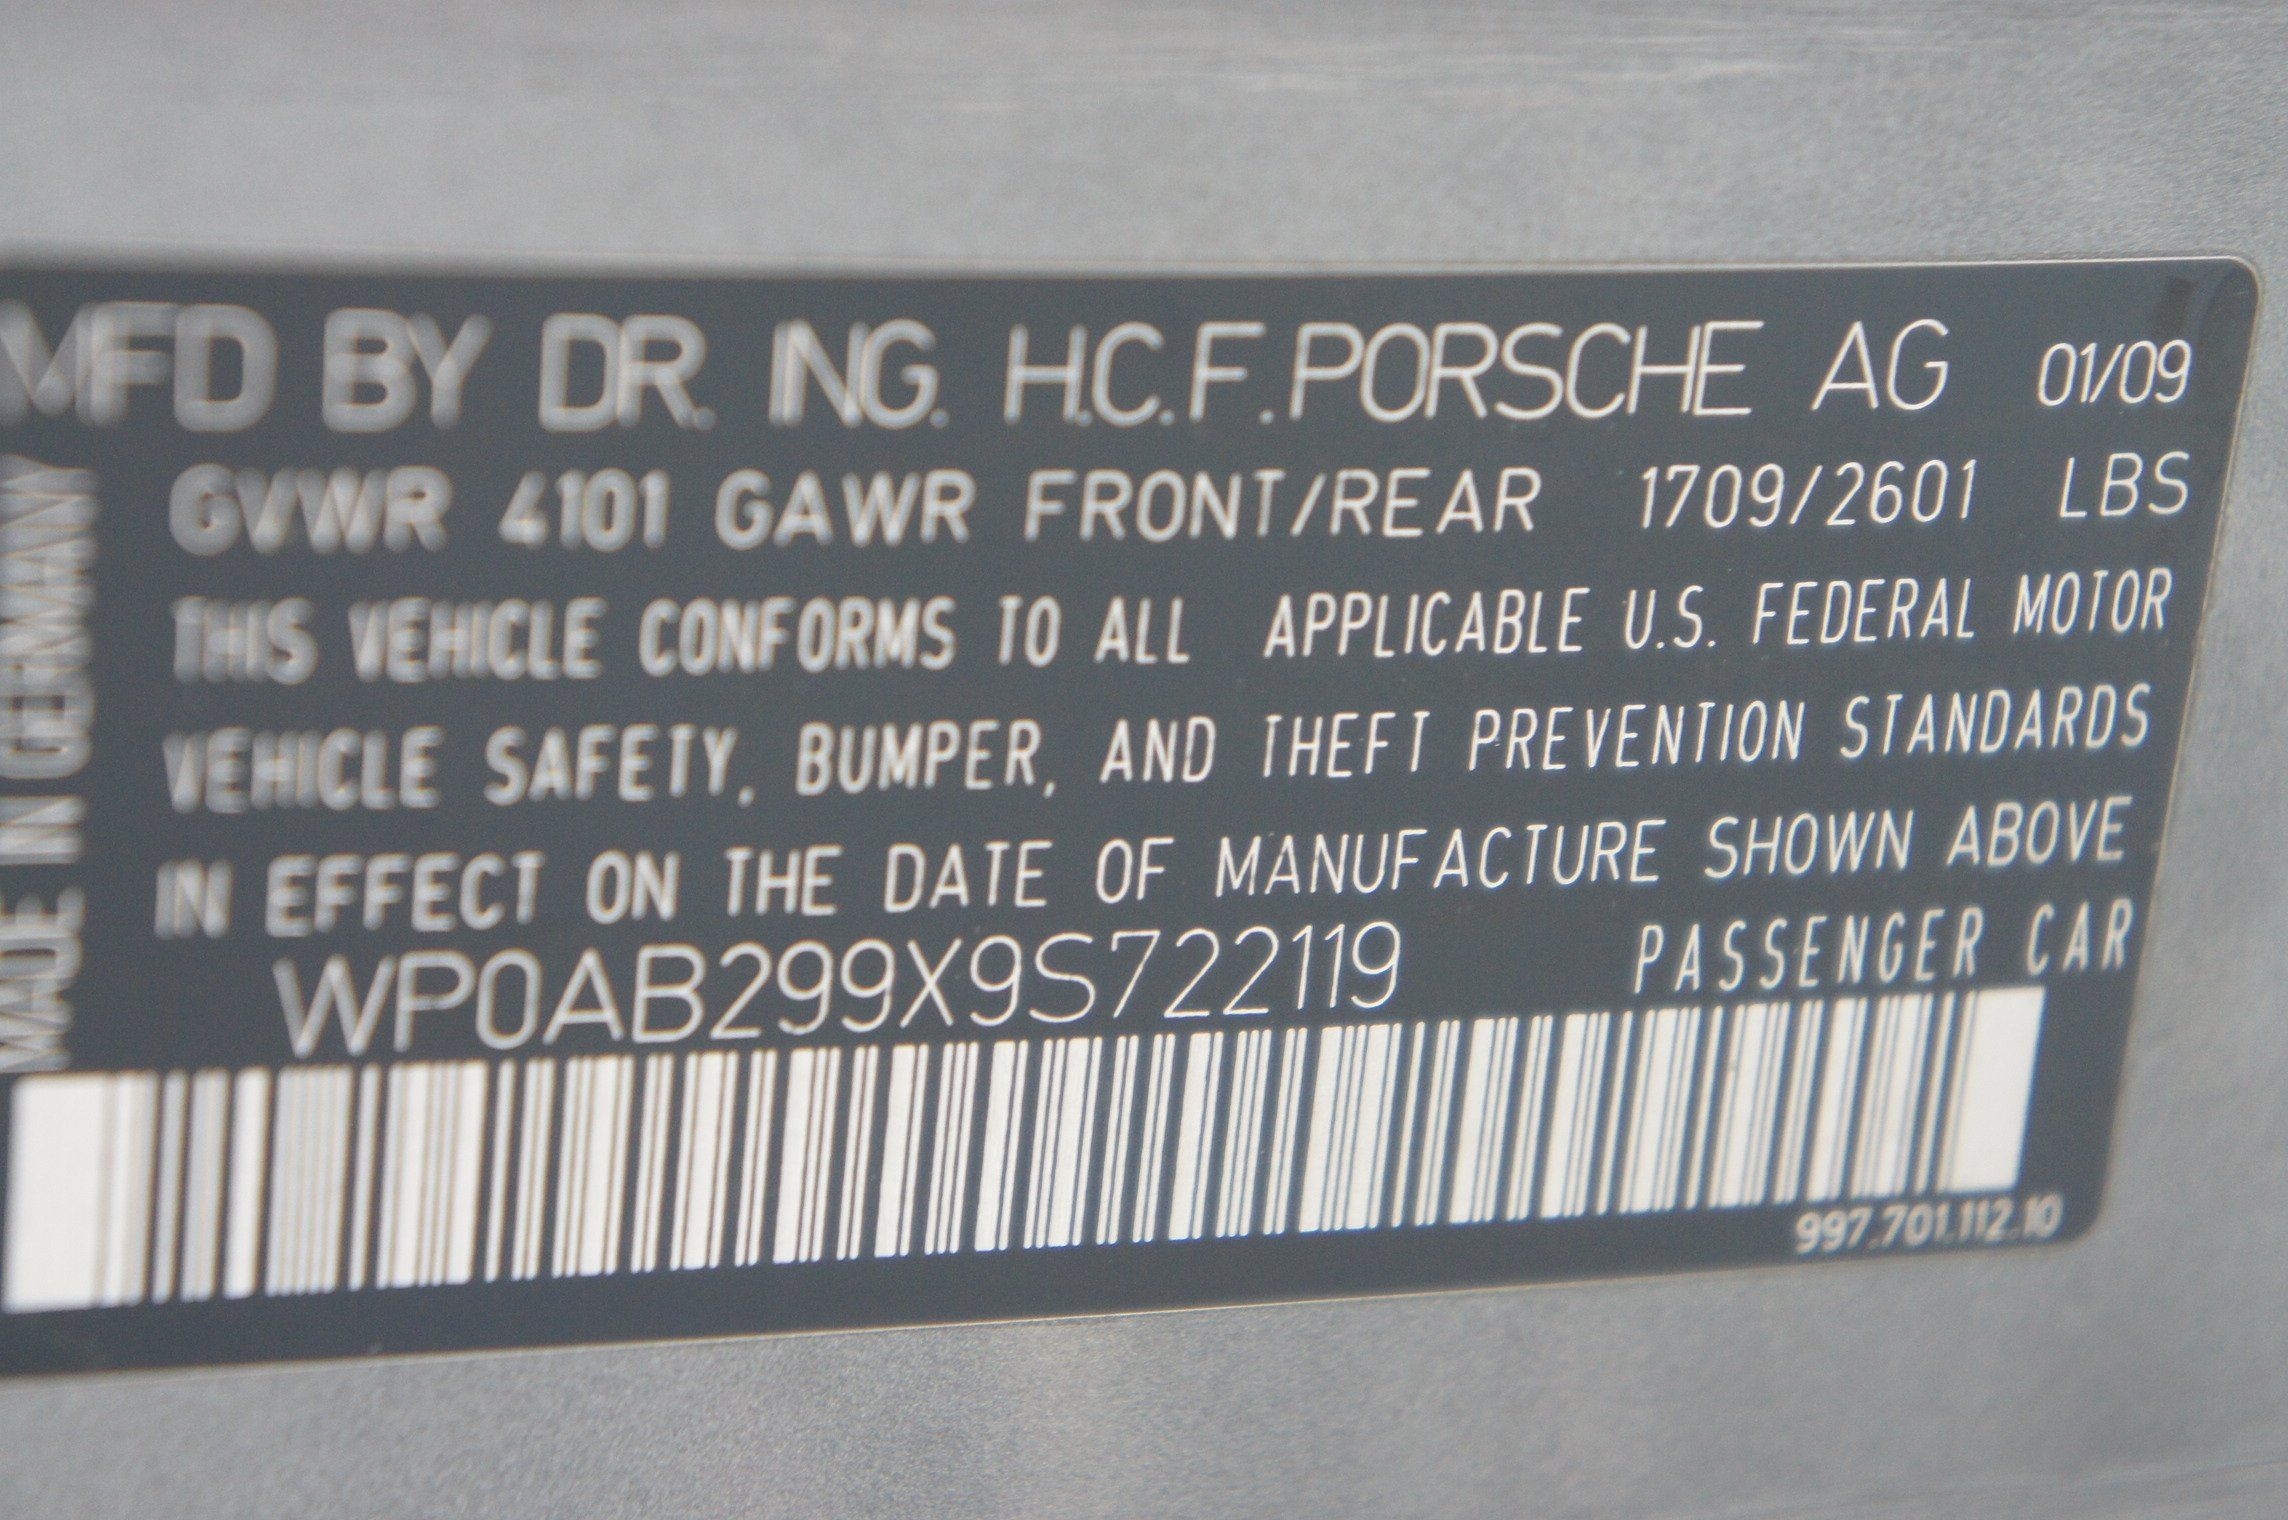 MFD BY DR. ING. H.C.F. PORSCHE AG 01/09
GVWR 4101 GAWR FRONT/REAR 1709/2601 LBS
THIS VEHICLE CONFORMS TO ALL APPLICABLE U.S. FEDERAL MOTOR
VEHICLE SAFETY, BUMPER, AND THEFT PREVENTION STANDARDS
IN EFFECT ON THE DATE OF MANUFACTURE SHOWN ABOVE
WP0AB299X9S722119 PASSENGER CAR
997.701.112.10
MADE IN GERMANY